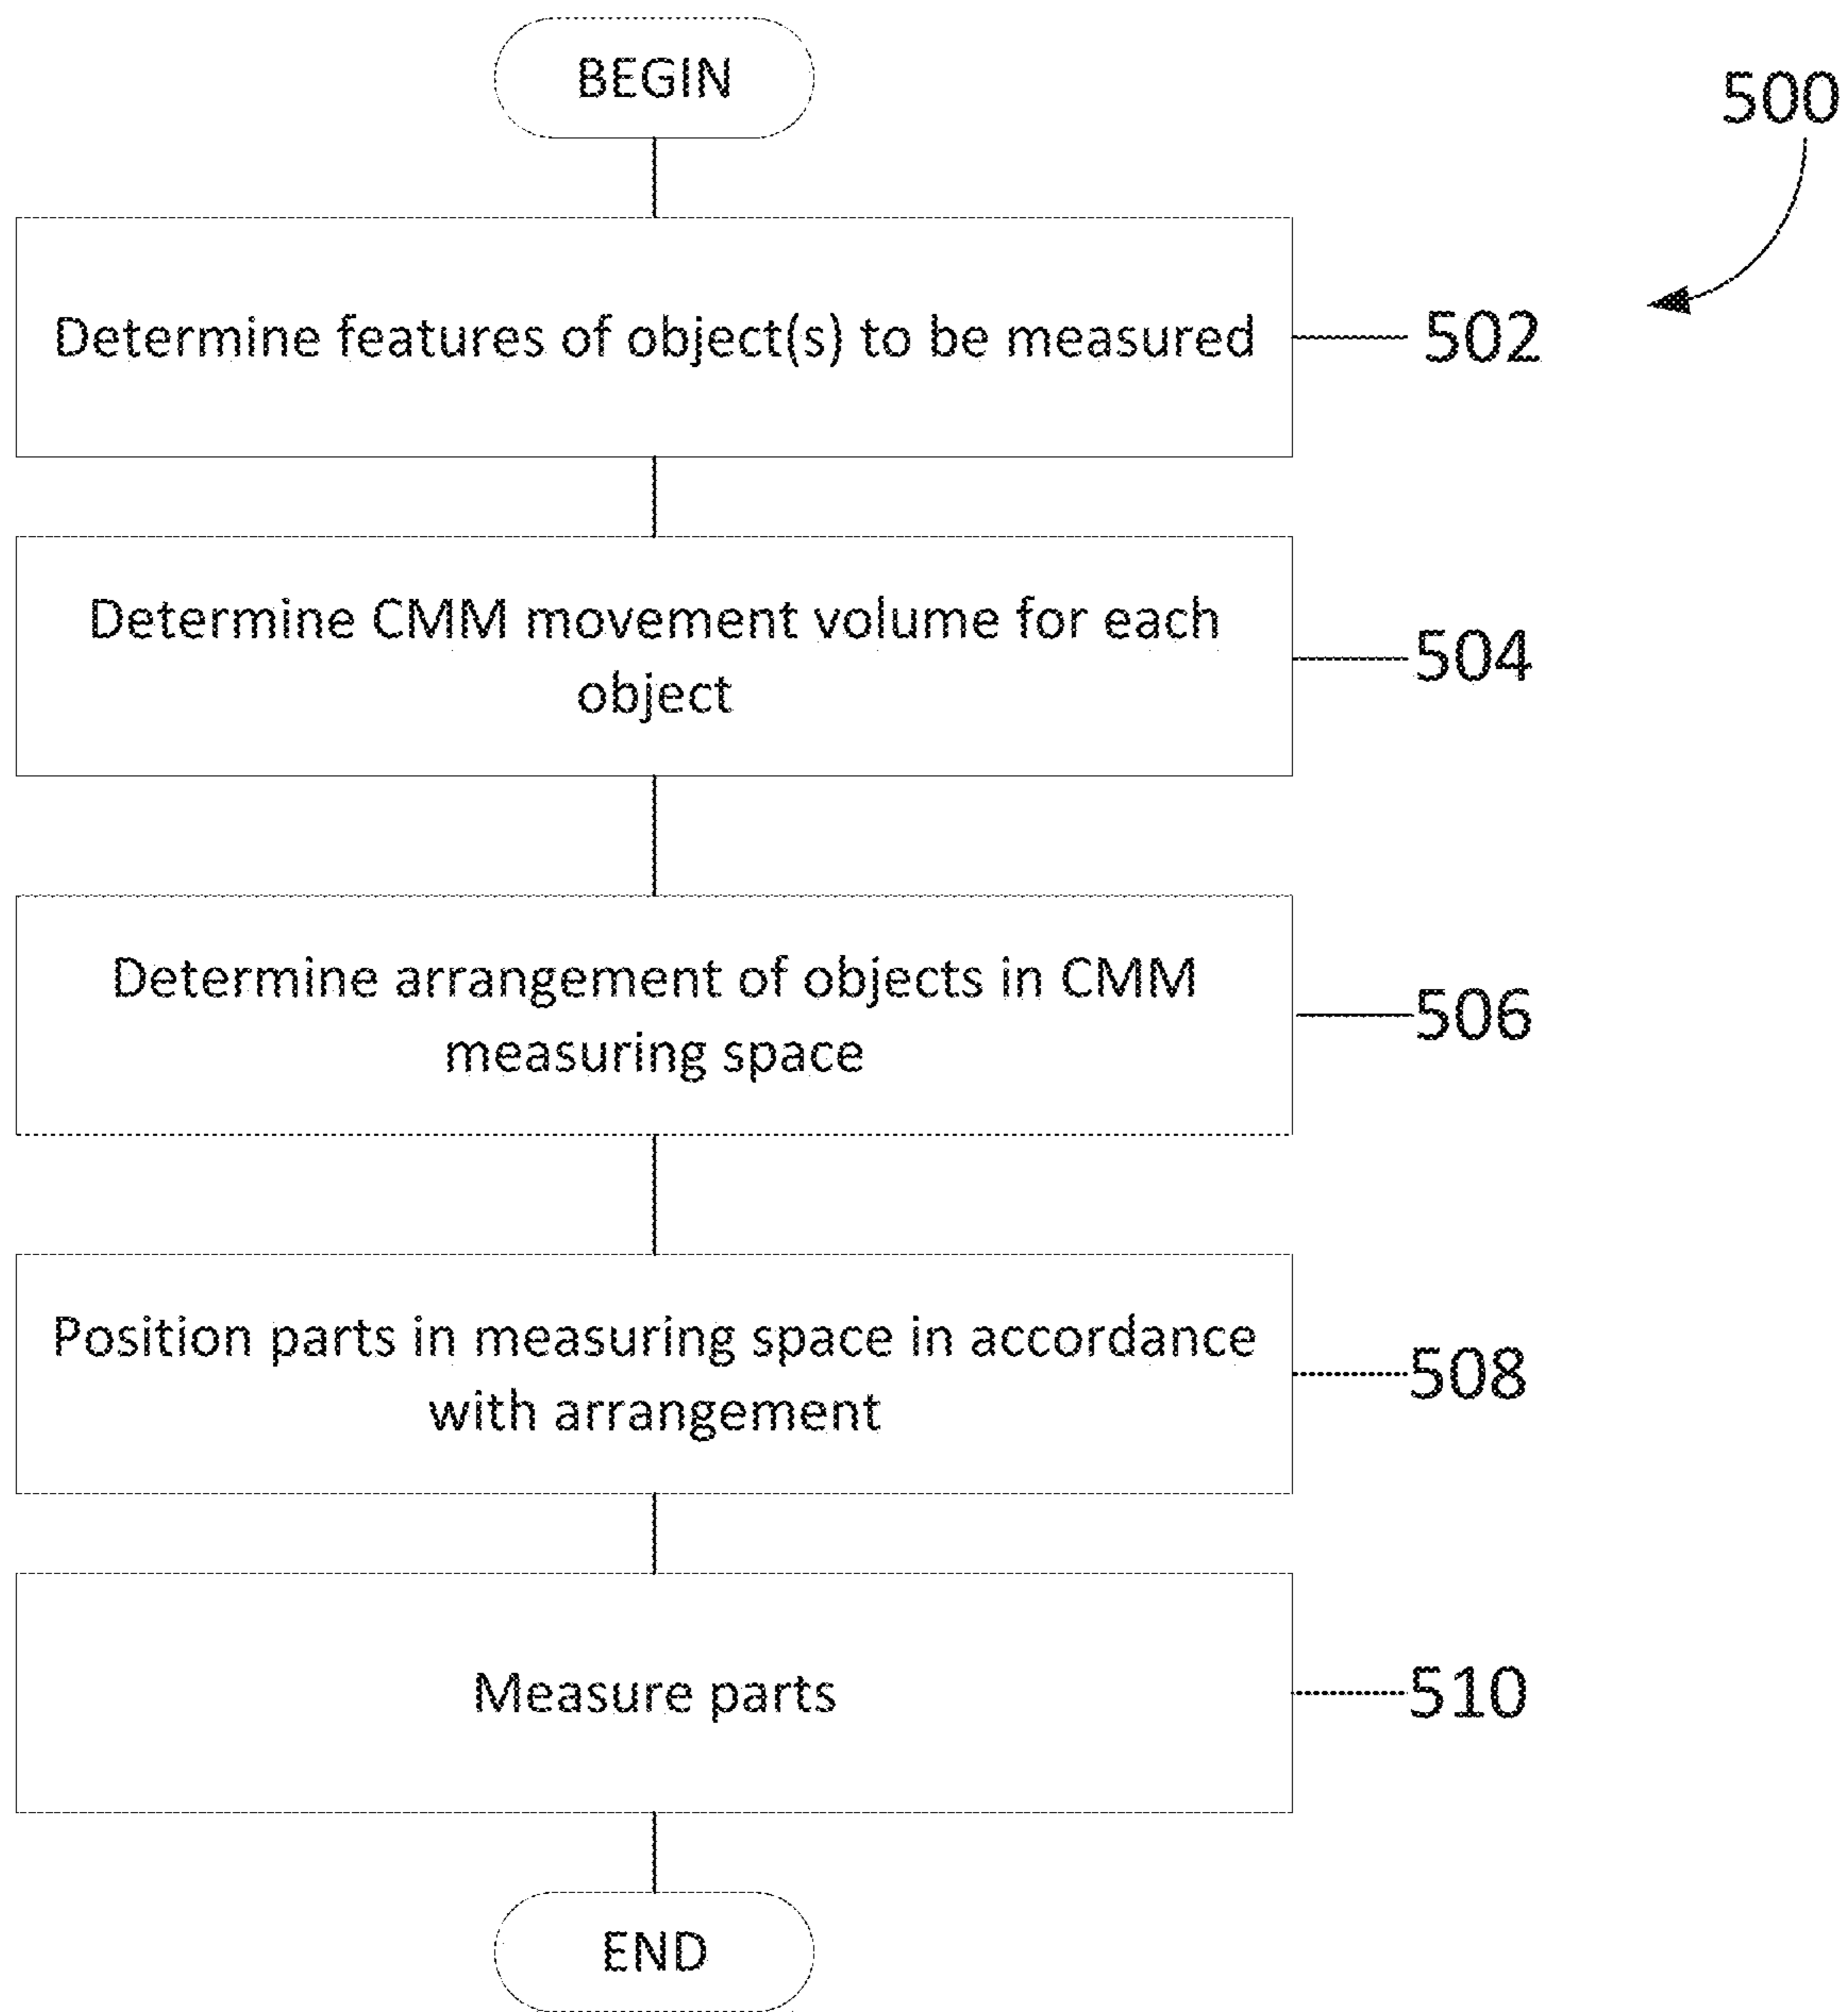 BEGIN
500
Determine features of object(s) to be measured
502
Determine CMM movement volume for each
object
504
Determine arrangement of objects in CMM
measuring space
506
Position parts in measuring space in accordance
with arrangement
508
Measure parts
510
END